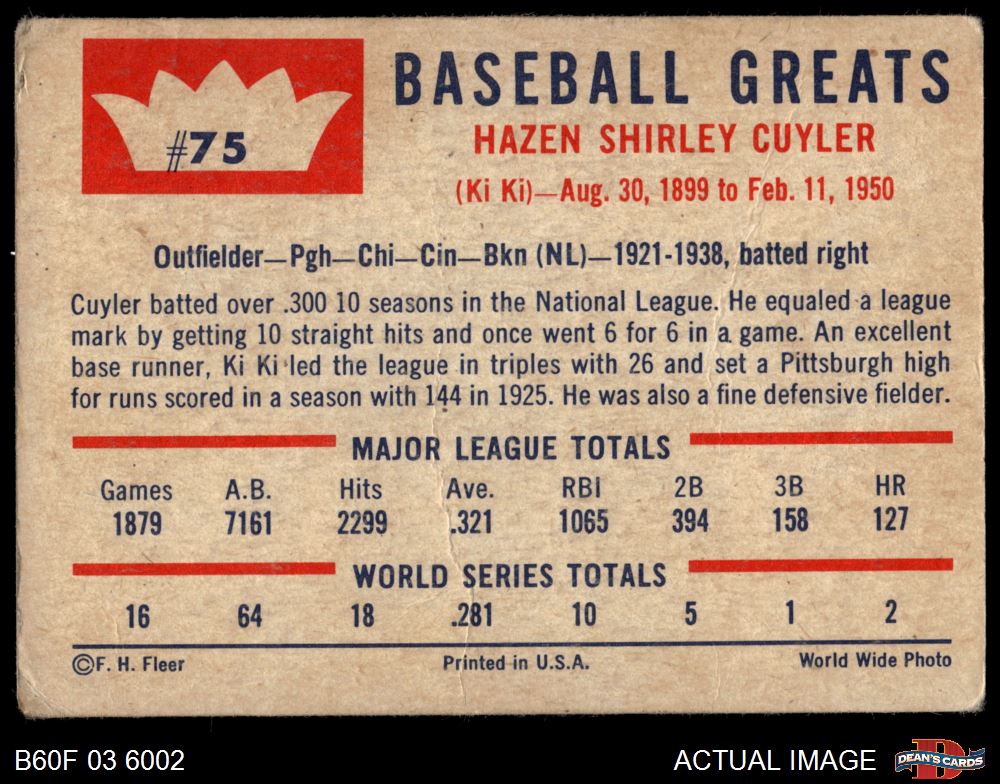 #75
BASEBALL GREATS
HAZEN SHIRLEY CUYLER
(Ki Ki)—Aug. 30, 1899 to Feb. 11, 1950
Outfielder—Pgh—Chi—Cin—Bkn (NL)—1921-1938, batted right
Cuyler batted over .300 10 seasons in the National League. He equaled a league
mark by getting 10 straight hits and once went 6 for 6 in a game. An excellent
base runner, Ki Ki led the league in triples with 26 and set a Pittsburgh high
for runs scored in a season with 144 in 1925. He was also a fine defensive fielder.
MAJOR LEAGUE TOTALS
Games A.B. Hits Ave. RBI 2B 3B HR
1879 7161 2299 .321 1065 394 158 127
WORLD SERIES TOTALS
16 64 18 .281 10 5 1 2
©F. H. Fleer Printed in U.S.A. World Wide Photo
B60F 03 6002 ACTUAL IMAGE DEAN'S CARDS